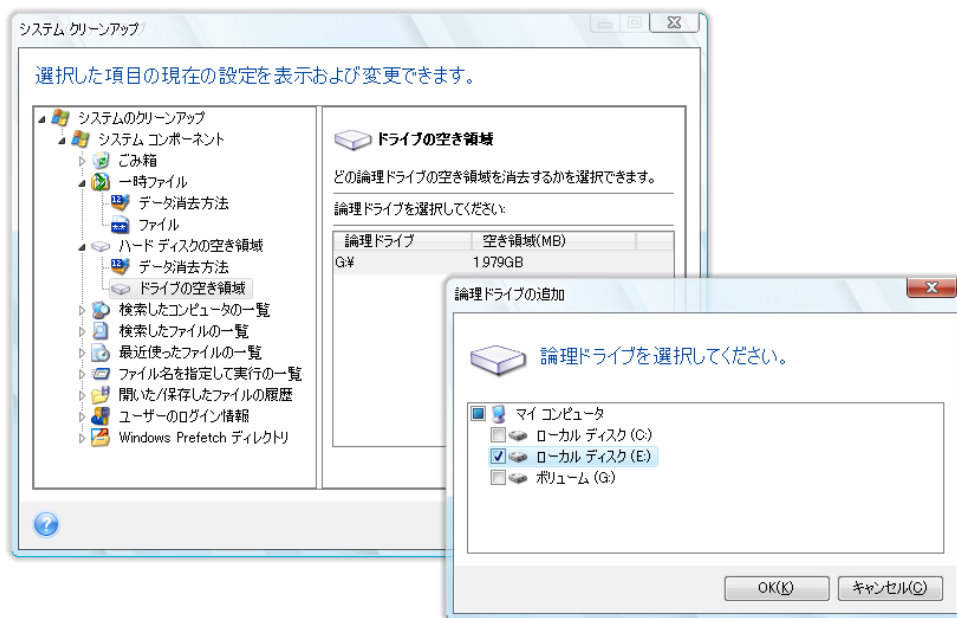 システム クリーンアップ
選択した項目の現在の設定を表示および変更できます。
システムのクリーンアップ
システム コンポーネント
ごみ箱
一時ファイル
データ消去方法
ファイル
ハード ディスクの空き領域
データ消去方法
ドライブの空き領域
検索したコンピュータの一覧
検索したファイルの一覧
最近使ったファイルの一覧
ファイル名を指定して実行の一覧
開いた/保存したファイルの履歴
ユーザーのログイン情報
Windows Prefetch ディレクトリ
ドライブの空き領域
どの論理ドライブの空き領域を消去するかを選択できます。
論理ドライブを選択してください:
論理ドライブ 空き領域(MB)
G:¥ 1.979GB
論理ドライブの追加
論理ドライブを選択してください。
マイ コンピュータ
ローカル ディスク (C:)
ローカル ディスク (E:)
ボリューム (G:)
OK(K) キャンセル(C)